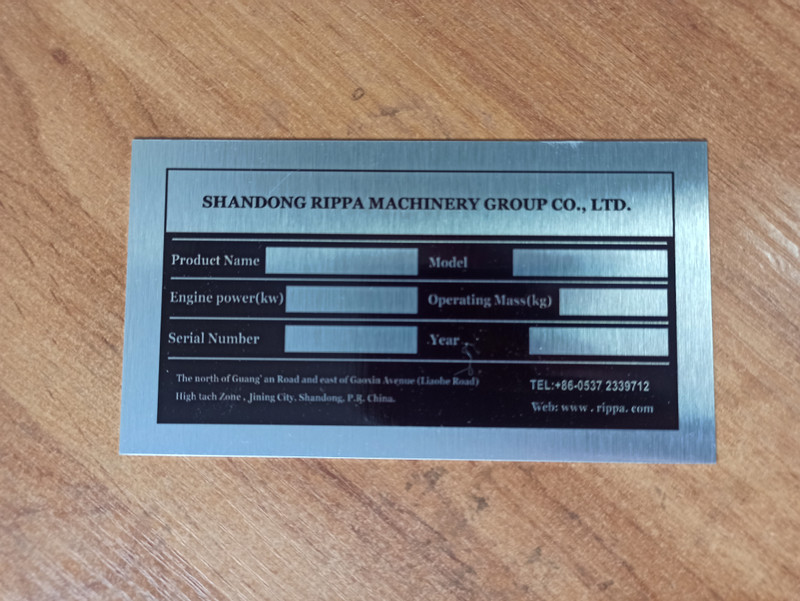 SHANDONG RIPPA MACHINERY GROUP CO., LTD.
Product Name Model
Engine power(kw) Operating Mass(kg)
Serial Number Year
The north of Guang'an Road and east of Gaoxin Avenue (Liaohe Road)
High tach Zone , Jining City, Shandong, P.R. China.
TEL:+86-0537 2339712
Web: www . rippa. com